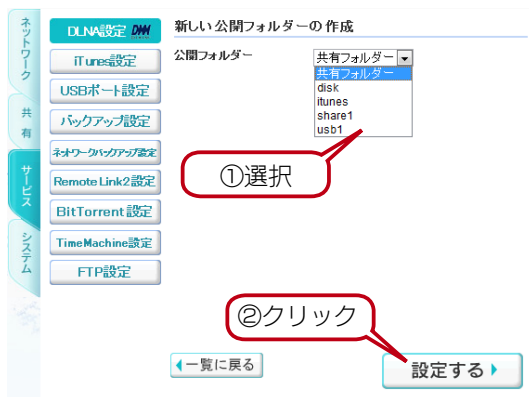 ネットワーク
共有
サービス
システム
DLNA設定
iTunes設定
USBポート設定
バックアップ設定
ネットワークバックアップ設定
Remote Link2設定
BitTorrent設定
TimeMachine設定
FTP設定
新しい公開フォルダーの作成
公開フォルダー
共有フォルダー
共有フォルダー
disk
itunes
share1
usb1
①選択
②クリック
一覧に戻る
設定する